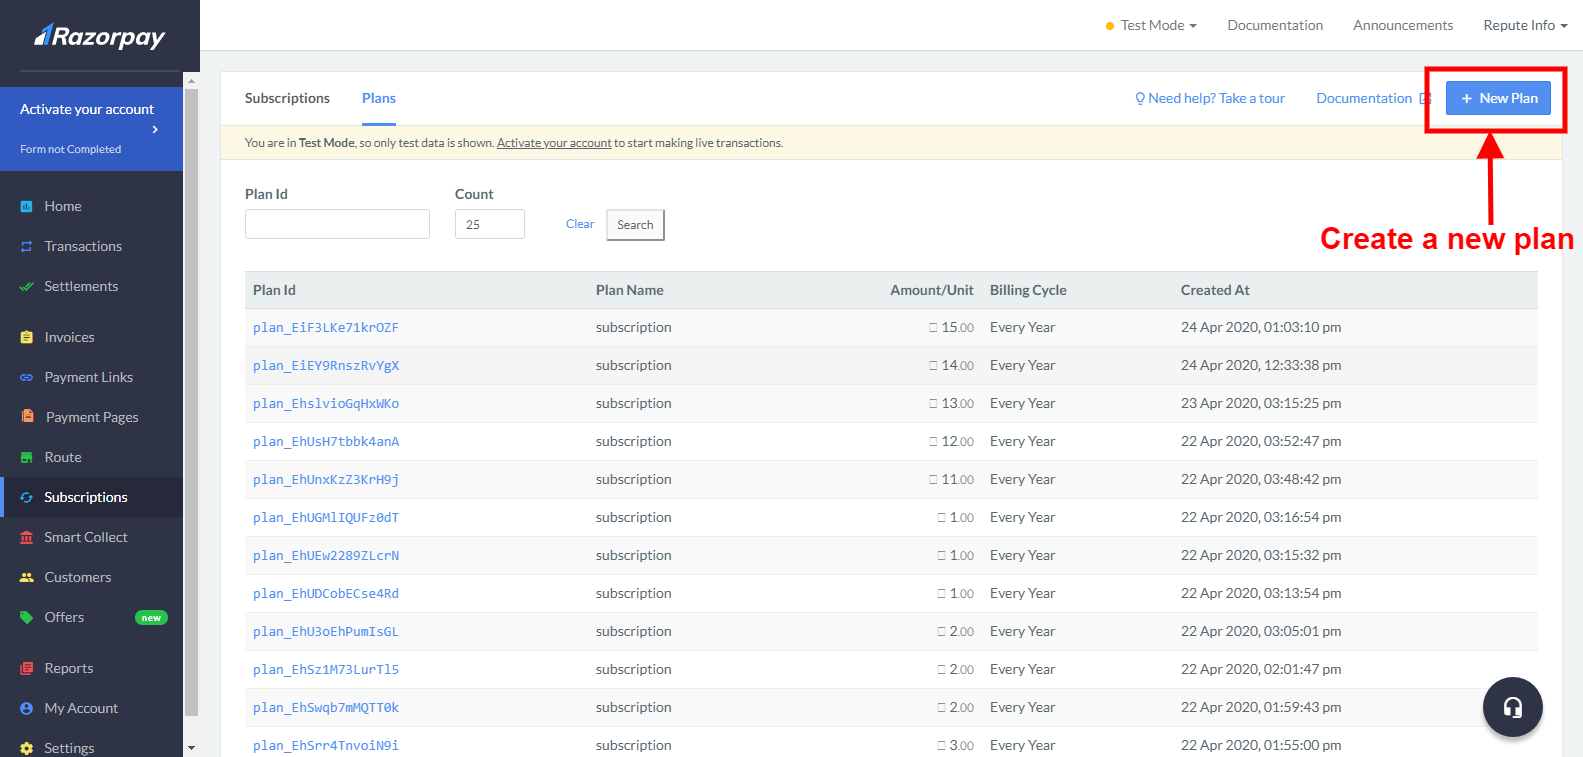 Razorpay
Test Mode Documentation Announcements Repute Info
Activate your account
Form not Completed
Home
Transactions
Settlements
Invoices
Payment Links
Payment Pages
Route
Subscriptions
Smart Collect
Customers
Offers new
Reports
My Account
Settings
Subscriptions Plans Need help? Take a tour Documentation + New Plan
You are in Test Mode, so only test data is shown. Activate your account to start making live transactions.
Create a new plan
Plan Id Count
25 Clear Search
Plan Id Plan Name Amount/Unit Billing Cycle Created At
plan_EiF3LKe71krOZF subscription 15.00 Every Year 24 Apr 2020, 01:03:10 pm
plan_EiEY9RnszRvYgX subscription 14.00 Every Year 24 Apr 2020, 12:33:38 pm
plan_EhslvioGqHxWKo subscription 13.00 Every Year 23 Apr 2020, 03:15:25 pm
plan_EhUsH7tbbk4anA subscription 12.00 Every Year 22 Apr 2020, 03:52:47 pm
plan_EhUnxKzZ3KrH9j subscription 11.00 Every Year 22 Apr 2020, 03:48:42 pm
plan_EhUGMlIQUFz0dT subscription 1.00 Every Year 22 Apr 2020, 03:16:54 pm
plan_EhUEw2289ZLcrN subscription 1.00 Every Year 22 Apr 2020, 03:15:32 pm
plan_EhUDCobECse4Rd subscription 1.00 Every Year 22 Apr 2020, 03:13:54 pm
plan_EhU3oEhPumIsGL subscription 2.00 Every Year 22 Apr 2020, 03:05:01 pm
plan_EhSz1M73LurTl5 subscription 2.00 Every Year 22 Apr 2020, 02:01:47 pm
plan_EhSwqb7mMQTT0k subscription 2.00 Every Year 22 Apr 2020, 01:59:43 pm
plan_EhSrr4TnvoiN9i subscription 3.00 Every Year 22 Apr 2020, 01:55:00 pm